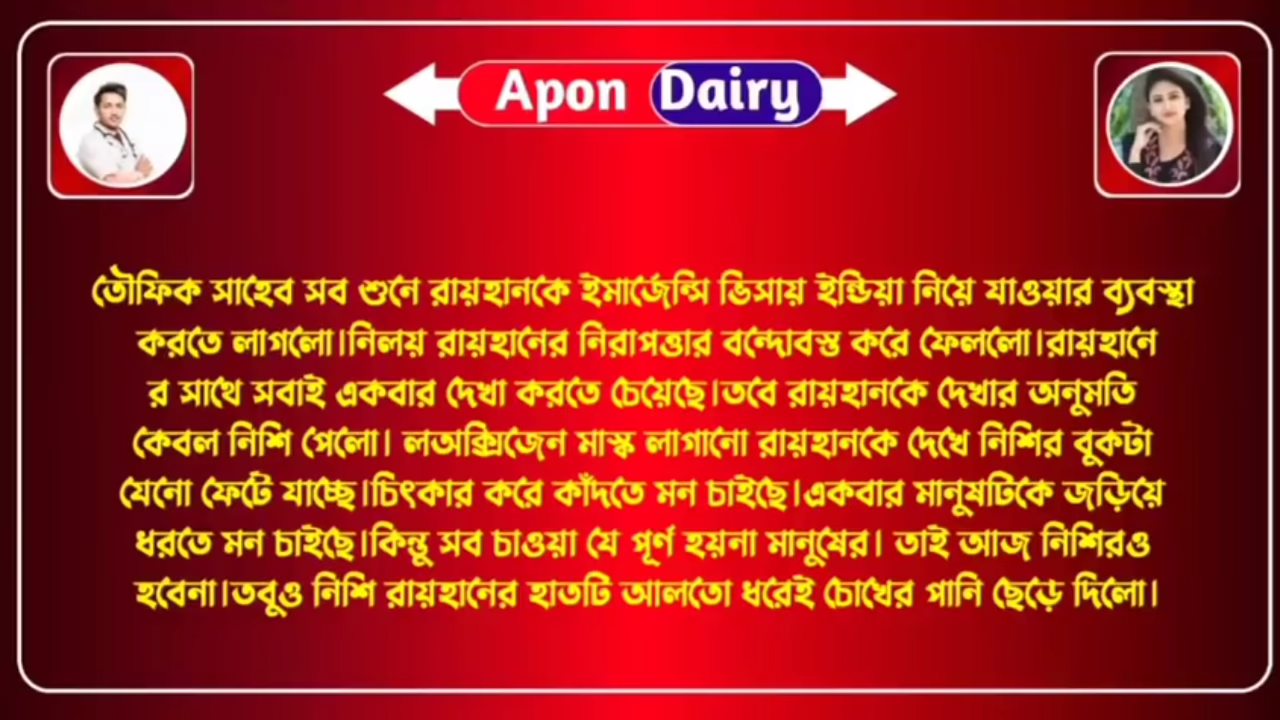 Apon Dairy
তৌফিক সাহেব সব শুনে রায়হানকে ইমার্জেন্সি ভিসায় ইন্ডিয়া নিয়ে যাওয়ার ব্যবস্থা
করতে লাগলো।নিলয় রায়হানের নিরাপত্তার বন্দোবস্ত করে ফেললো।রায়হানে
র সাথে সবাই একবার দেখা করতে চেয়েছে।তবে রায়হানকে দেখার অনুমতি
কেবল নিশি পেলো। লঅক্সিজেন মাস্ক লাগানো রায়হানকে দেখে নিশির বুকটা
যেনো ফেটে যাচ্ছে।চিৎকার করে কাঁদতে মন চাইছে।একবার মানুষটিকে জড়িয়ে
ধরতে মন চাইছে।কিন্তু সব চাওয়া যে পূর্ণ হয়না মানুষের। তাই আজ নিশিরও
হবেনা।তবুও নিশি রায়হানের হাতটি আলতো ধরেই চোখের পানি ছেড়ে দিলো।